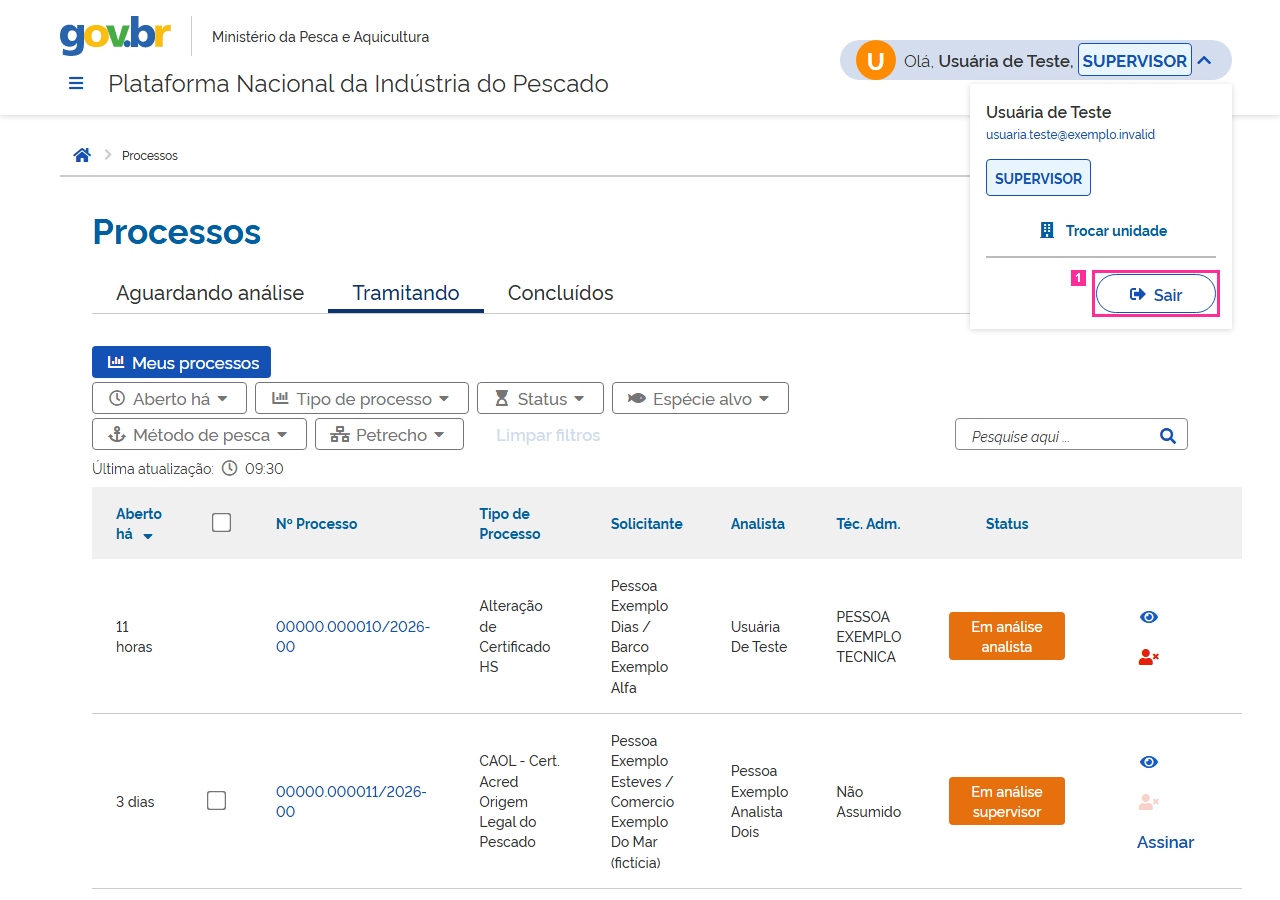 gov.br
Ministério da Pesca e Aquicultura
Plataforma Nacional da Indústria do Pescado
U Olá, Usuária de Teste, SUPERVISOR
Usuária de Teste
usuaria.teste@exemplo.invalid
SUPERVISOR
Trocar unidade
1
Sair
Processos
Processos
Aguardando análise
Tramitando
Concluídos
Meus processos
Aberto há
Tipo de processo
Status
Espécie alvo
Método de pesca
Petrecho
Limpar filtros
Pesquise aqui ...
Última atualização: 09:30
Aberto
há
Nº Processo
Tipo de
Processo
Solicitante
Analista
Téc. Adm.
Status
11
horas
00000.000010/2026-
00
Alteração
de
Certificado
HS
Pessoa
Exemplo
Dias /
Barco
Exemplo
Alfa
Usuária
De Teste
PESSOA
EXEMPLO
TECNICA
Em análise
analista
3 dias
00000.000011/2026-
00
CAOL - Cert.
Acred
Origem
Legal do
Pescado
Pessoa
Exemplo
Esteves /
Comercio
Exemplo
Do Mar
(fictícia)
Pessoa
Exemplo
Analista
Dois
Não
Assumido
Em análise
supervisor
Assinar